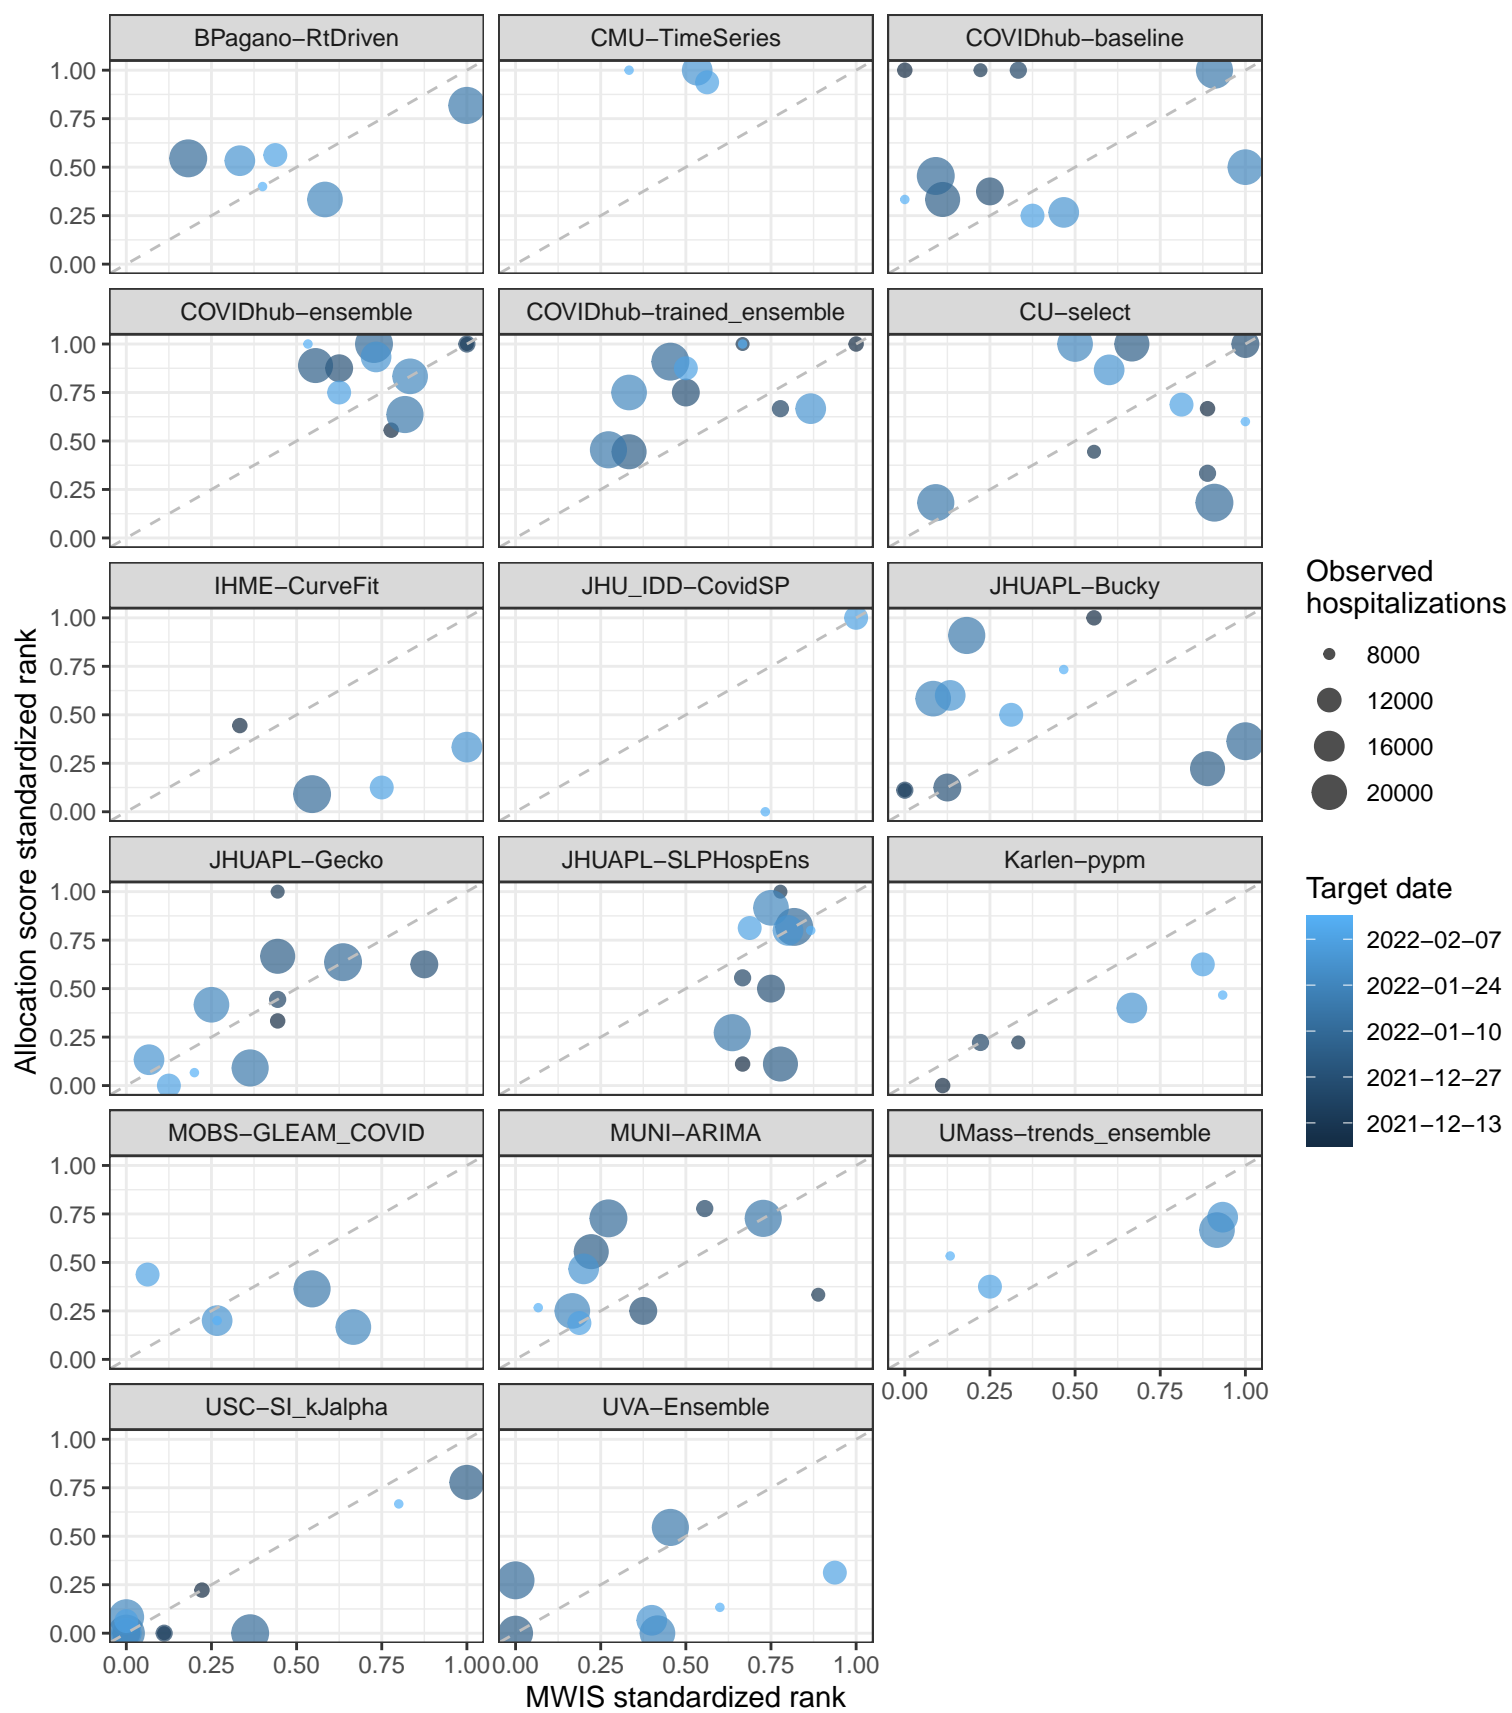 BPagano−RtDriven
CMU−TimeSeries
COVIDhub−baseline
1.00
0.75
0.50
0.25
0.00
COVIDhub−ensemble
COVIDhub−trained_ensemble
CU−select
1.00
0.75
0.50
0.25
0.00
IHME−CurveFit
JHU_IDD−CovidSP
JHUAPL−Bucky
1.00
0.75
0.50
0.25
0.00
JHUAPL−Gecko
JHUAPL−SLPHospEns
Karlen−pypm
1.00
0.75
0.50
0.25
0.00
MOBS−GLEAM_COVID
MUNI−ARIMA
UMass−trends_ensemble
1.00
0.75
0.50
0.25
0.00
0.00 0.25 0.50 0.75 1.00
USC−SI_kJalpha
UVA−Ensemble
1.00
0.75
0.50
0.25
0.00
0.00 0.25 0.50 0.75 1.00
0.00 0.25 0.50 0.75 1.00
MWIS standardized rank
Allocation score standardized rank
Observed
hospitalizations
8000
12000
16000
20000
Target date
2022−02−07
2022−01−24
2022−01−10
2021−12−27
2021−12−13